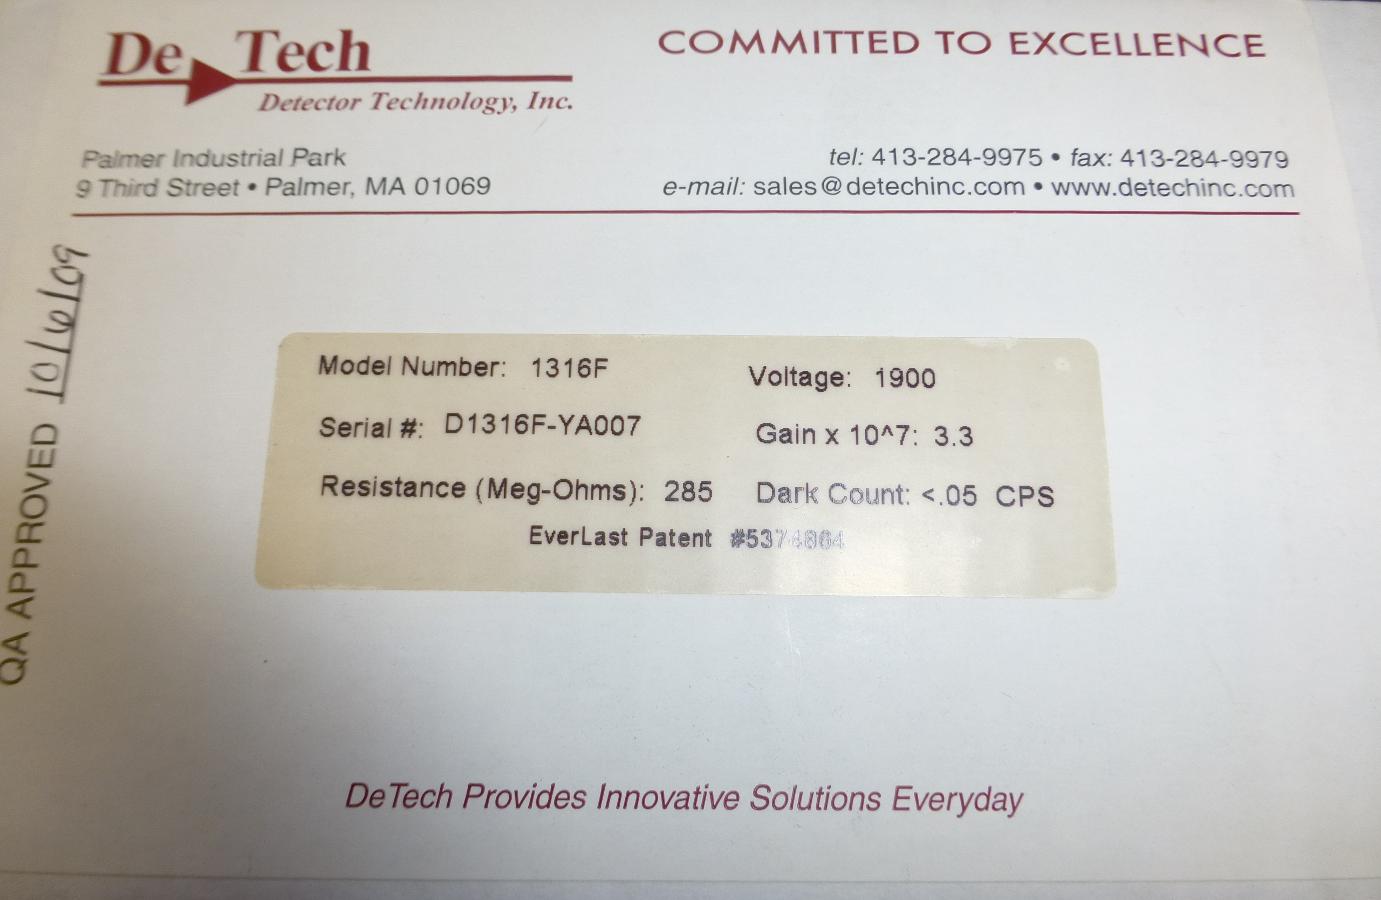 DeTech
Detector Technology, Inc.
COMMITTED TO EXCELLENCE
Palmer Industrial Park
9 Third Street • Palmer, MA 01069
tel: 413-284-9975 • fax: 413-284-9979
e-mail: sales@detechinc.com • www.detechinc.com
QA APPROVED 10/6/09
Model Number: 1316F
Serial #: D1316F-YA007
Resistance (Meg-Ohms): 285
Voltage: 1900
Gain x 10^7: 3.3
Dark Count: <.05 CPS
EverLast Patent
DeTech Provides Innovative Solutions Everyday